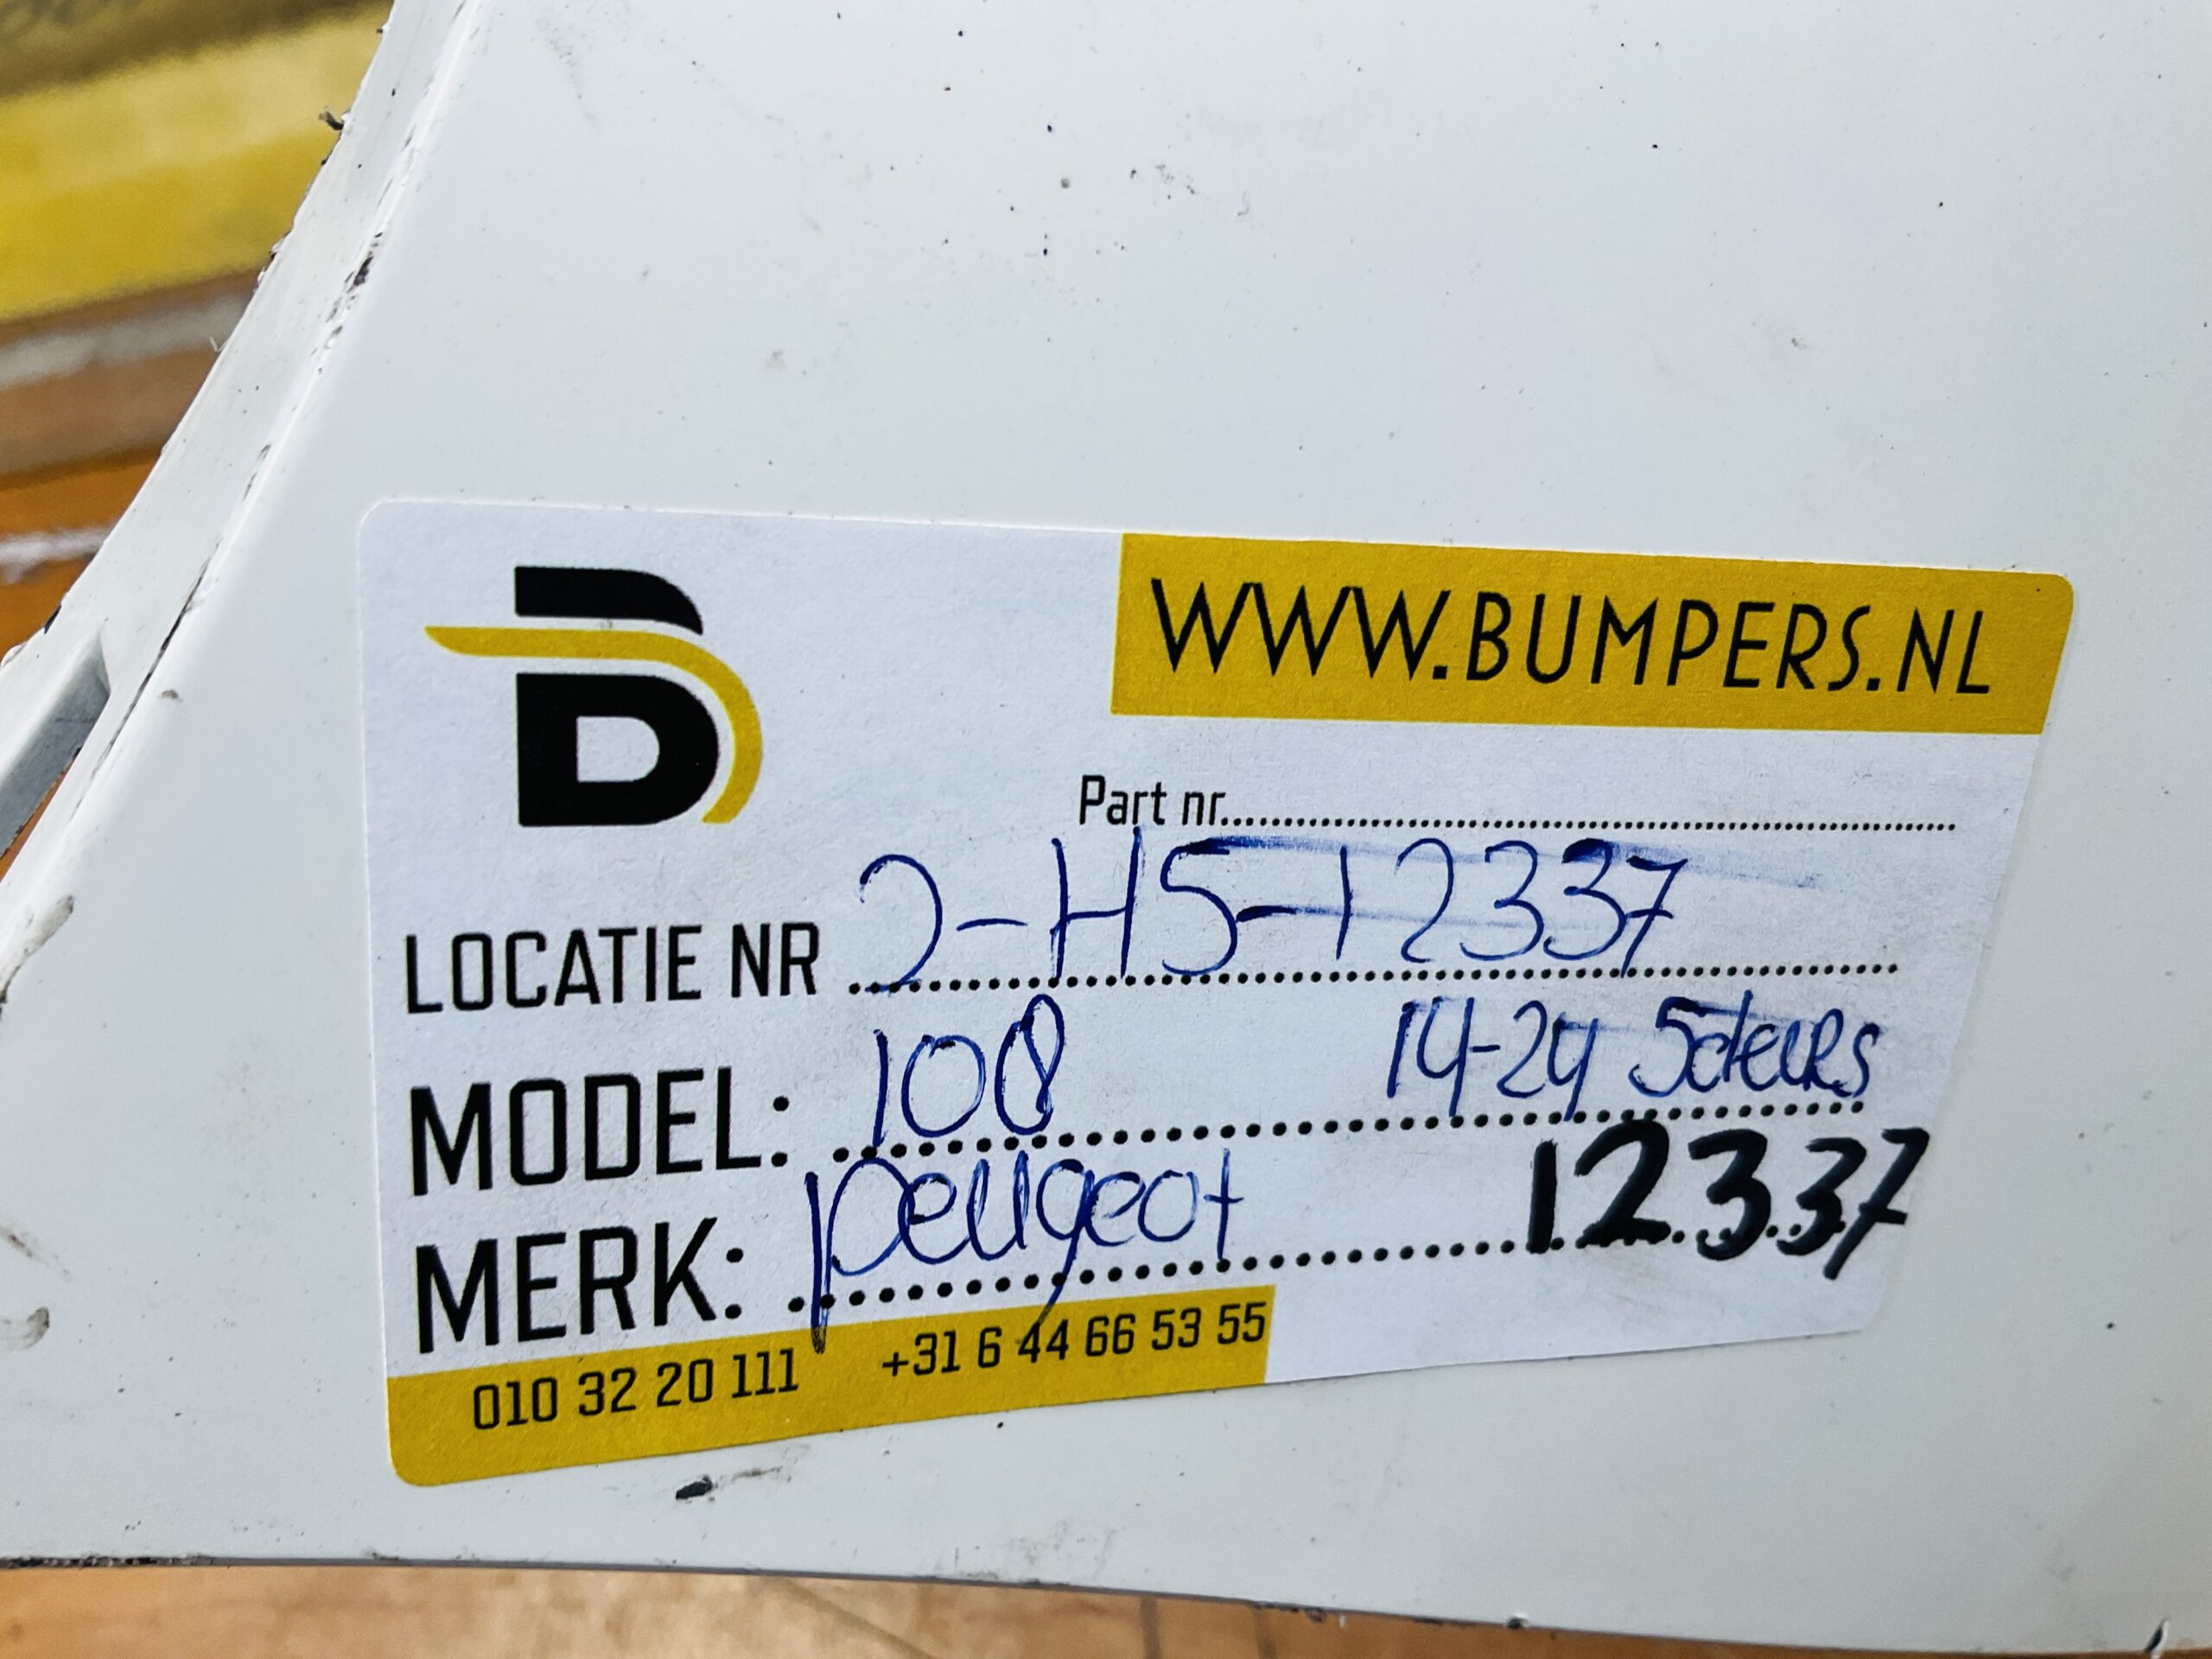 WWW.BUMPERS.NL
Part nr.
LOCATIE NR 2-H5-12337
MODEL: 108 14-24 5deurs
MERK: peugeot 12337
010 32 20 111 +31 6 44 66 53 55